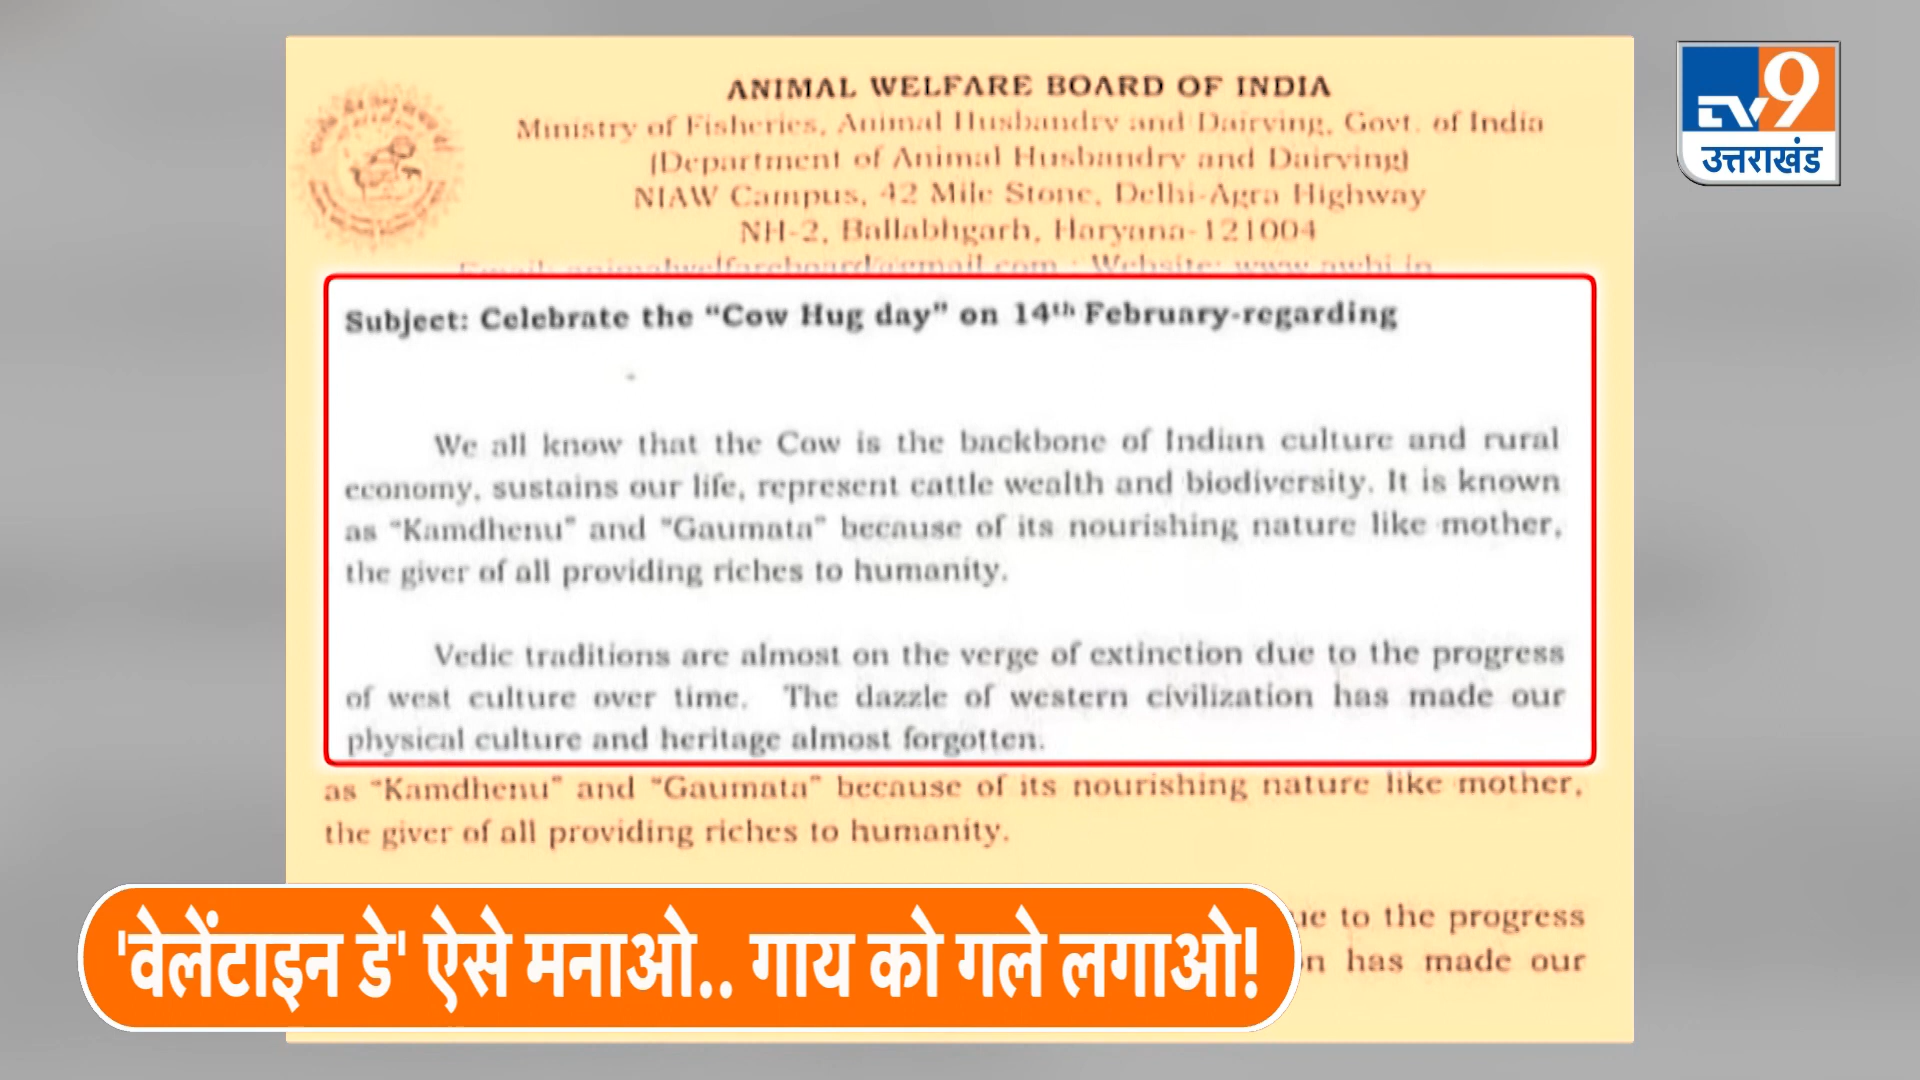 ANIMAL WELFARE BOARD OF INDIA
Ministry of Fisheries, Animal Husbandry and Dairying, Govt. of India
(Department of Animal Husbandry and Dairying)
NIAW Campus, 42 Mile Stone, Delhi-Agra Highway
NH-2, Ballabhgarh, Haryana-121004
Email: animalwelfareboard@gmail.com : Website: www.awbi.in
TV9
उत्तराखंड
Subject: Celebrate the “Cow Hug day” on 14th February-regarding
We all know that the Cow is the backbone of Indian culture and rural
economy, sustains our life, represent cattle wealth and biodiversity. It is known
as “Kamdhenu” and “Gaumata” because of its nourishing nature like mother,
the giver of all providing riches to humanity.
Vedic traditions are almost on the verge of extinction due to the progress
of west culture over time. The dazzle of western civilization has made our
physical culture and heritage almost forgotten.
as “Kamdhenu” and “Gaumata” because of its nourishing nature like mother,
the giver of all providing riches to humanity.
to the progress
has made our
'वेलेंटाइन डे' ऐसे मनाओ.. गाय को गले लगाओ!